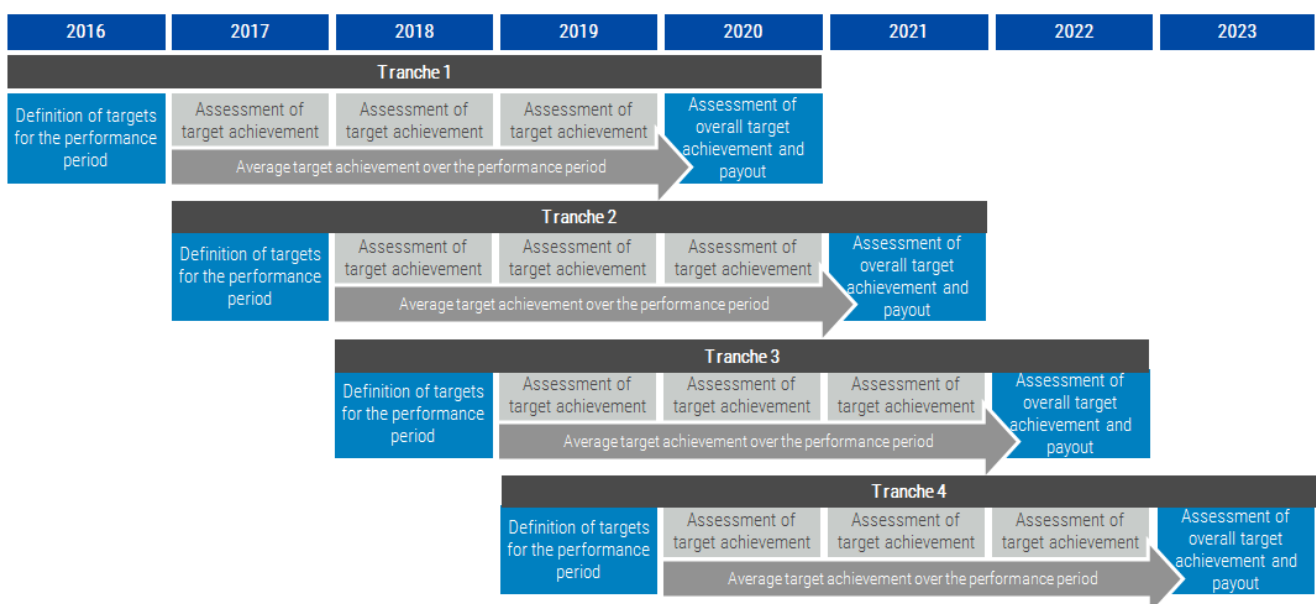 2016 2017 2018 2019 2020 2021 2022 2023
Tranche 1
Definition of targets
for the performance
period
Assessment of
target achievement
Assessment of
target achievement
Assessment of
target achievement
Average target achievement over the performance period
Assessment of
overall target
achievement and
payout
Tranche 2
Definition of targets
for the performance
period
Assessment of
target achievement
Assessment of
target achievement
Assessment of
target achievement
Average target achievement over the performance period
Assessment of
overall target
achievement and
payout
Tranche 3
Definition of targets
for the performance
period
Assessment of
target achievement
Assessment of
target achievement
Assessment of
target achievement
Average target achievement over the performance period
Assessment of
overall target
achievement and
payout
Tranche 4
Definition of targets
for the performance
period
Assessment of
target achievement
Assessment of
target achievement
Assessment of
target achievement
Average target achievement over the performance period
Assessment of
overall target
achievement and
payout